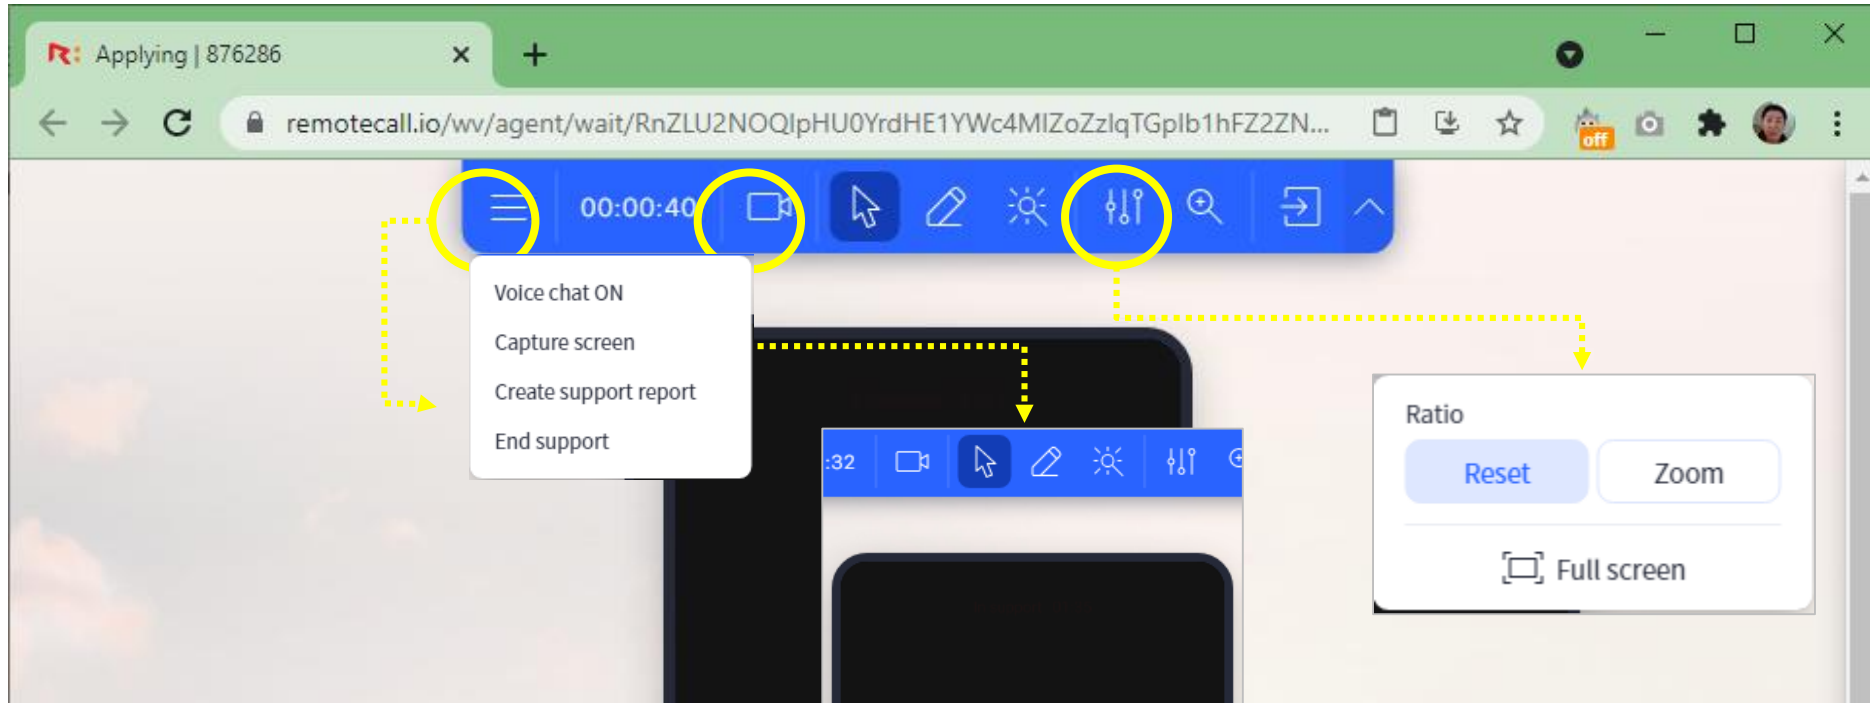 Applying | 876286
remotecall.io/wv/agent/wait/RnZLU2NOQlpHU0YrdHE1YWc4MlZoZzlqTGplb1hFZ2ZN...
off
00:00:40
Voice chat ON
Capture screen
Create support report
End support
:32
Ratio
Reset
Zoom
Full screen